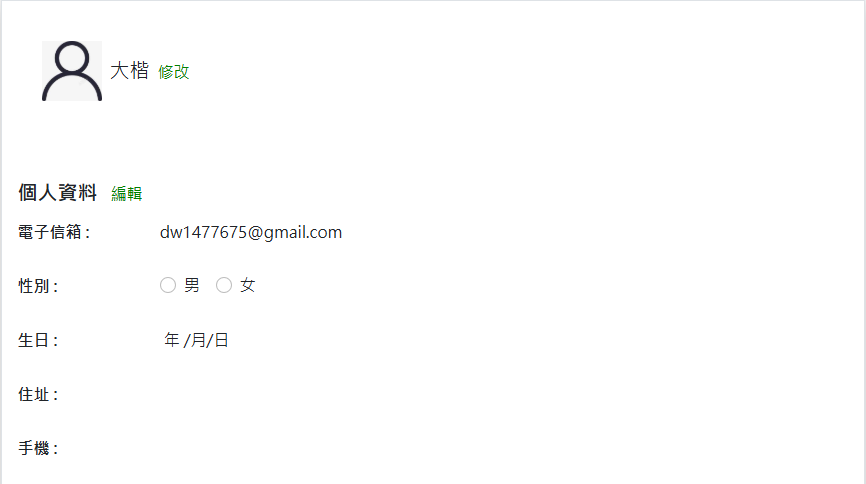 大楷 修改
個人資料 編輯
電子信箱 : dw1477675@gmail.com
性別 : 男 女
生日 : 年 /月/日
住址 :
手機 :